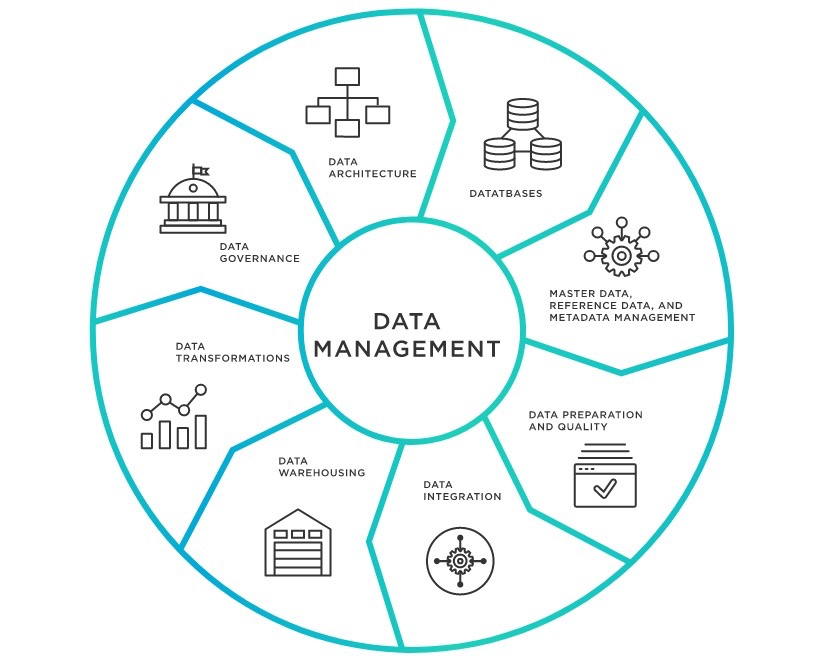 DATA
ARCHITECTURE
DATATBASES
MASTER DATA,
REFERENCE DATA, AND
METADATA MANAGEMENT
DATA PREPARATION
AND QUALITY
DATA
INTEGRATION
DATA
WAREHOUSING
DATA
TRANSFORMATIONS
DATA
GOVERNANCE
DATA
MANAGEMENT